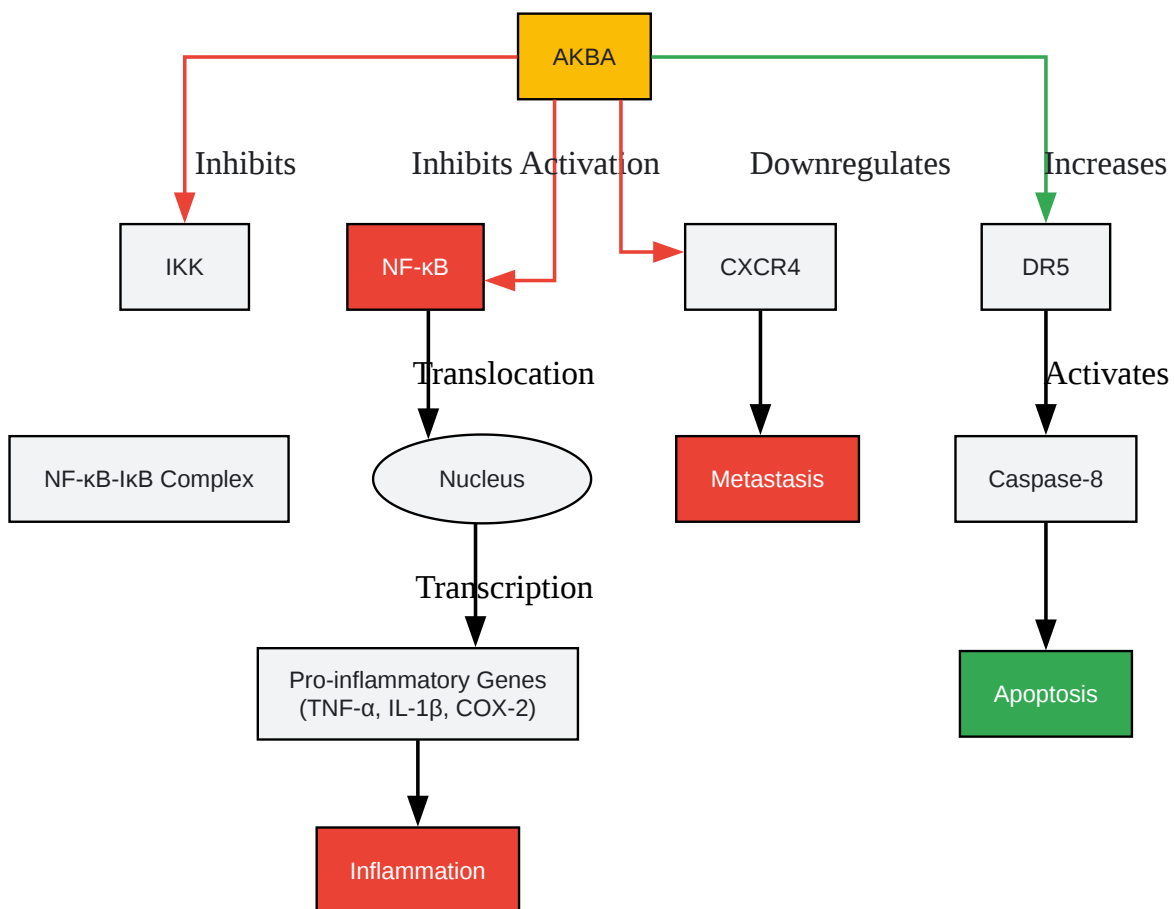 AKBA
Inhibits
Inhibits Activation
Downregulates
Increases
IKK
NF-κB
CXCR4
DR5
Translocation
Activates
NF-κB-IκB Complex
Nucleus
Metastasis
Caspase-8
Transcription
Pro-inflammatory Genes
(TNF-α, IL-1β, COX-2)
Apoptosis
Inflammation